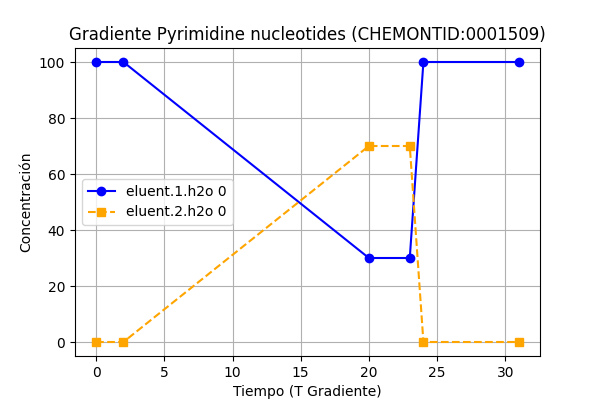 Gradiente Pyrimidine nucleotides (CHEMONTID:0001509)
100
80
60
40
20
0
Concentración
eluent.1.h2o 0
eluent.2.h2o 0
0 5 10 15 20 25 30
Tiempo (T Gradiente)